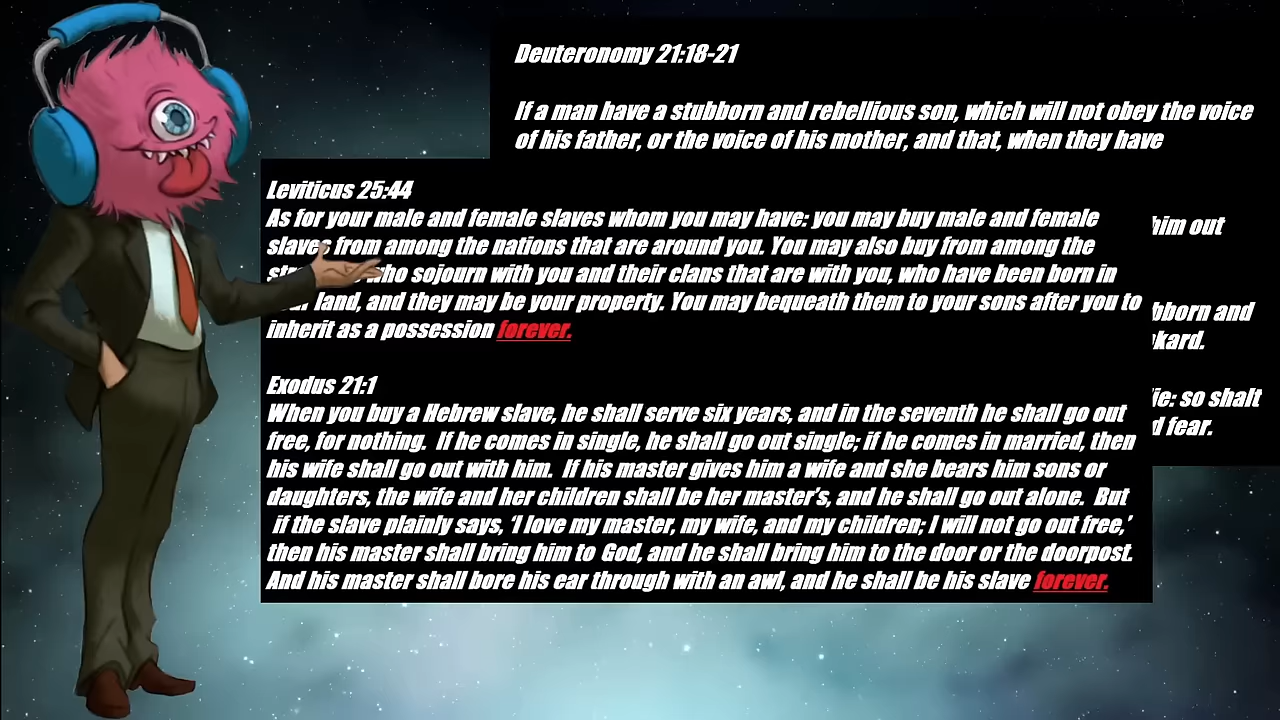 Deuteronomy 21:18-21
If a man have a stubborn and rebellious son, which will not obey the voice
of his father, or the voice of his mother, and that, when they have
him out
and
kard.
so shalt
fear.
Leviticus 25:44
As for your male and female slaves whom you may have: you may buy male and female
slaves from among the nations that are around you. You may also buy from among the
who sojourn with you and their clans that are with you, who have been born in
land, and they may be your property. You may bequeath them to your sons after you to
inherit as a possession forever.
Exodus 21:1
When you buy a Hebrew slave, he shall serve six years, and in the seventh he shall go out
free, for nothing. If he comes in single, he shall go out single; if he comes in married, then
his wife shall go out with him. If his master gives him a wife and she bears him sons or
daughters, the wife and her children shall be her master's, and he shall go out alone. But
if the slave plainly says, 'I love my master, my wife, and my children; I will not go out free,'
then his master shall bring him to God, and he shall bring him to the door or the doorpost.
And his master shall bore his ear through with an awl, and he shall be his slave forever.